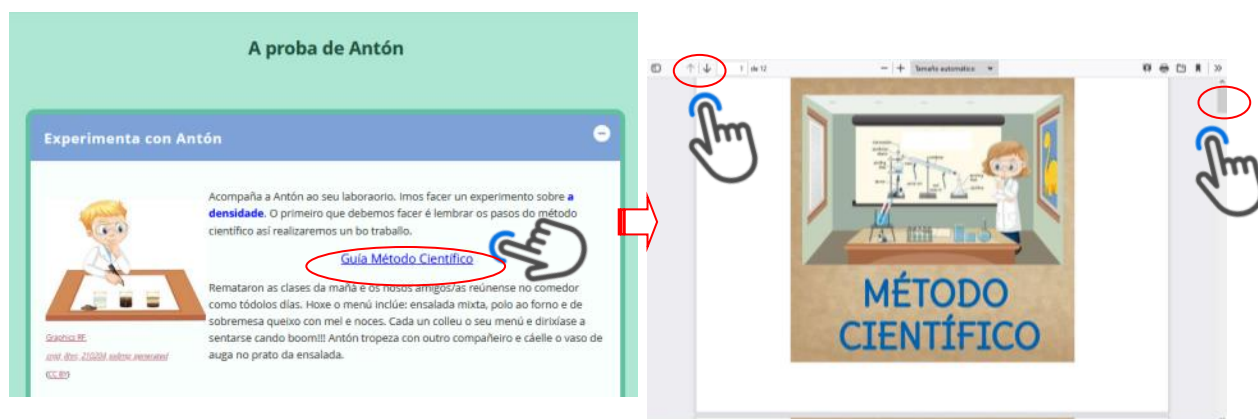 A proba de Antón
Experimenta con Antón
Acompaña a Antón ao seu laboraorio. Imos facer un experimento sobre a
densidade. O primeiro que debemos facer é lembrar os pasos do método
científico así realizaremos un bo traballo.
Guía Método Científico
Remataron as clases da mañá e os nosos amigos/as reúnense no comedor
como tódolos días. Hoxe o menú inclúe: ensalada mixta, polo ao forno e de
sobremesa queixo con mel e noces. Cada un colleu o seu menú e dirixíase a
sentarse cando boom!!! Antón tropeza con outro compañeiro e cáelle o vaso de
auga no prato da ensalada.
Graphics RF
(CC BY)
1 de 12
Tamaño automático
MÉTODO
CIENTÍFICO